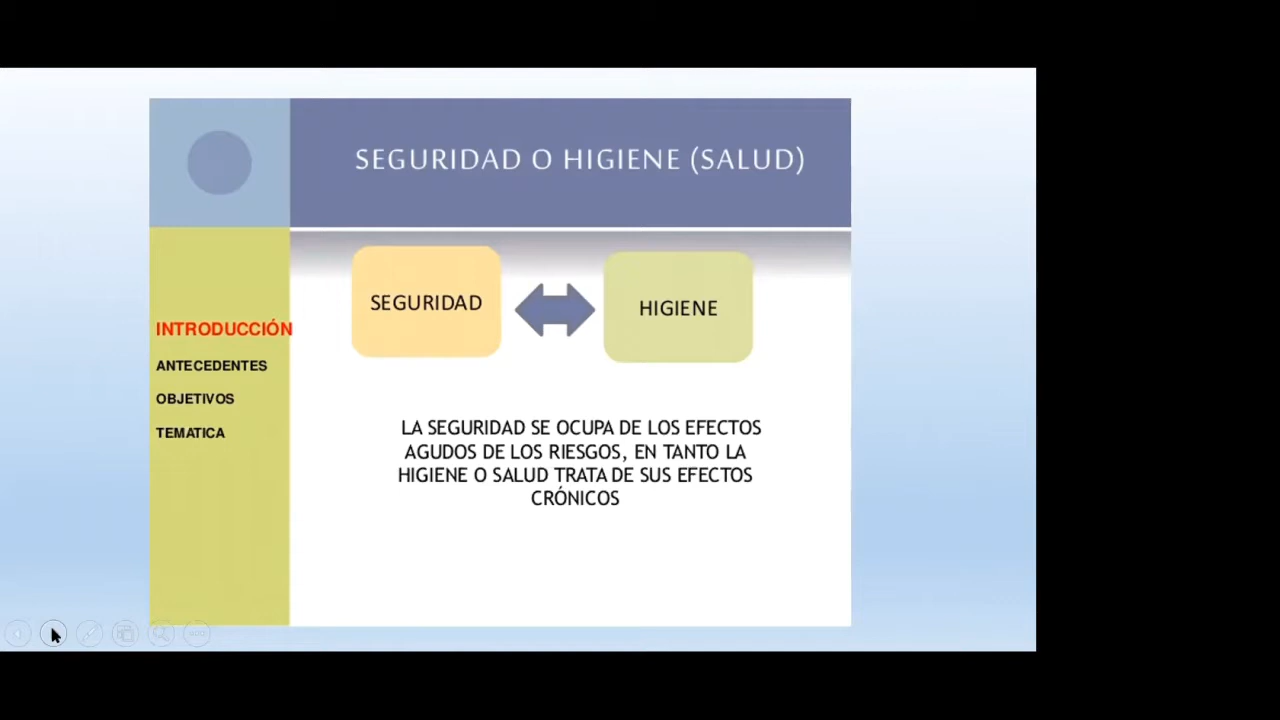 SEGURIDAD O HIGIENE (SALUD)
SEGURIDAD
HIGIENE
INTRODUCCIÓN
ANTECEDENTES
OBJETIVOS
TEMATICA
LA SEGURIDAD SE OCUPA DE LOS EFECTOS
AGUDOS DE LOS RIESGOS, EN TANTO LA
HIGIENE O SALUD TRATA DE SUS EFECTOS
CRÓNICOS